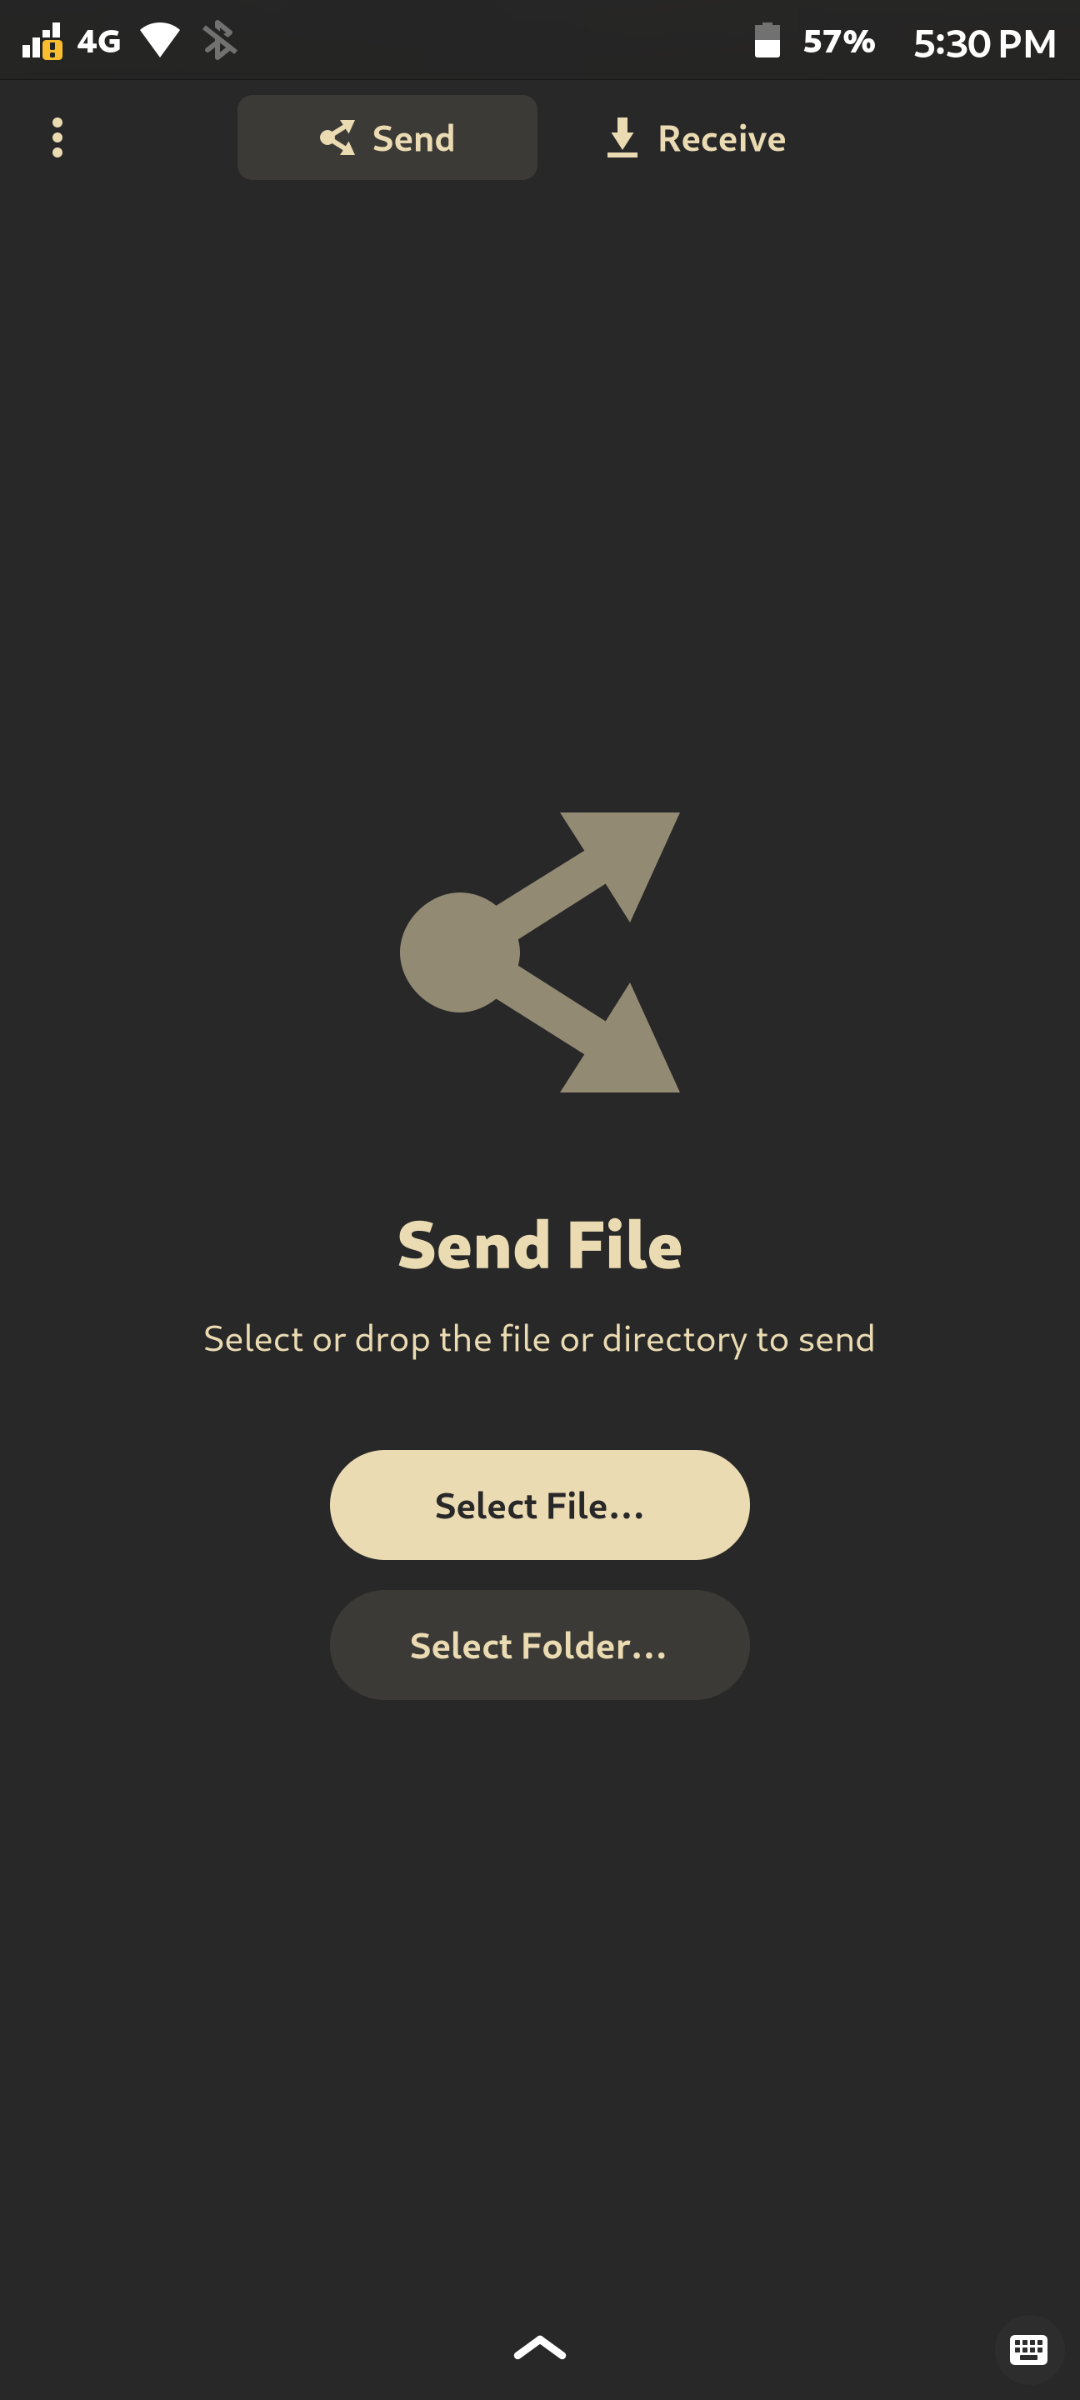 4G
57%
5:30 PM
Send
Receive
Send File
Select or drop the file or directory to send
Select File…
Select Folder…